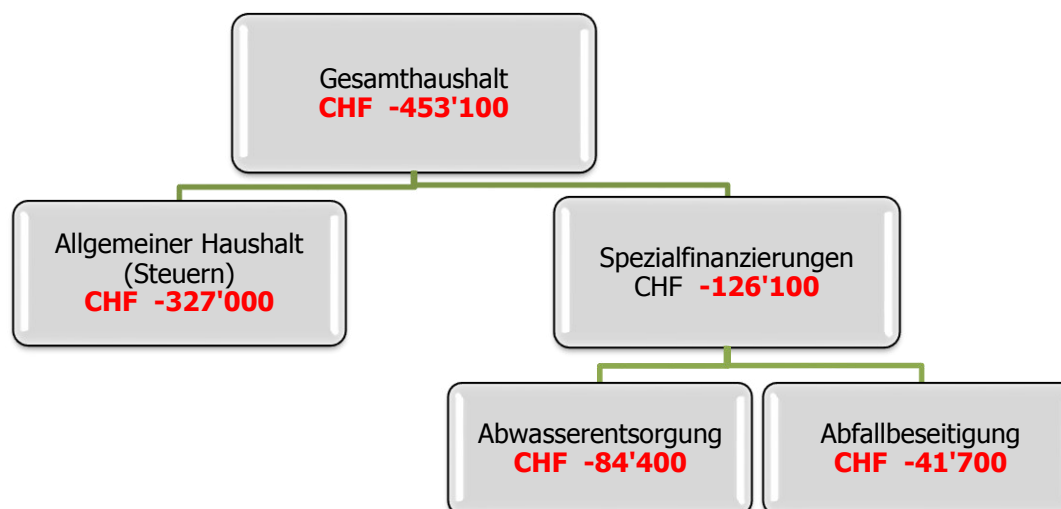 Gesamthaushalt
CHF -453'100
Allgemeiner Haushalt
(Steuern)
CHF -327'000
Spezialfinanzierungen
CHF -126'100
Abwasserentsorgung
CHF -84'400
Abfallbeseitigung
CHF -41'700